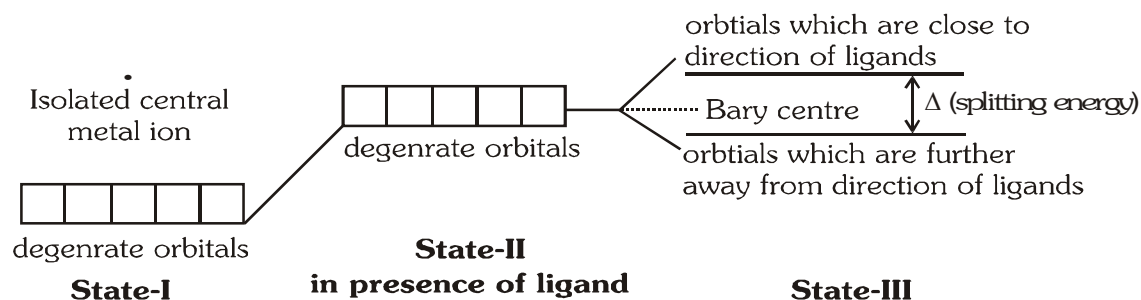 orbtials which are close to
direction of ligands
Isolated central
metal ion
Bary centre
Δ (splitting energy)
degenrate orbitals
orbtials which are further
away from direction of ligands
degenrate orbitals
State-I
State-II
in presence of ligand
State-III